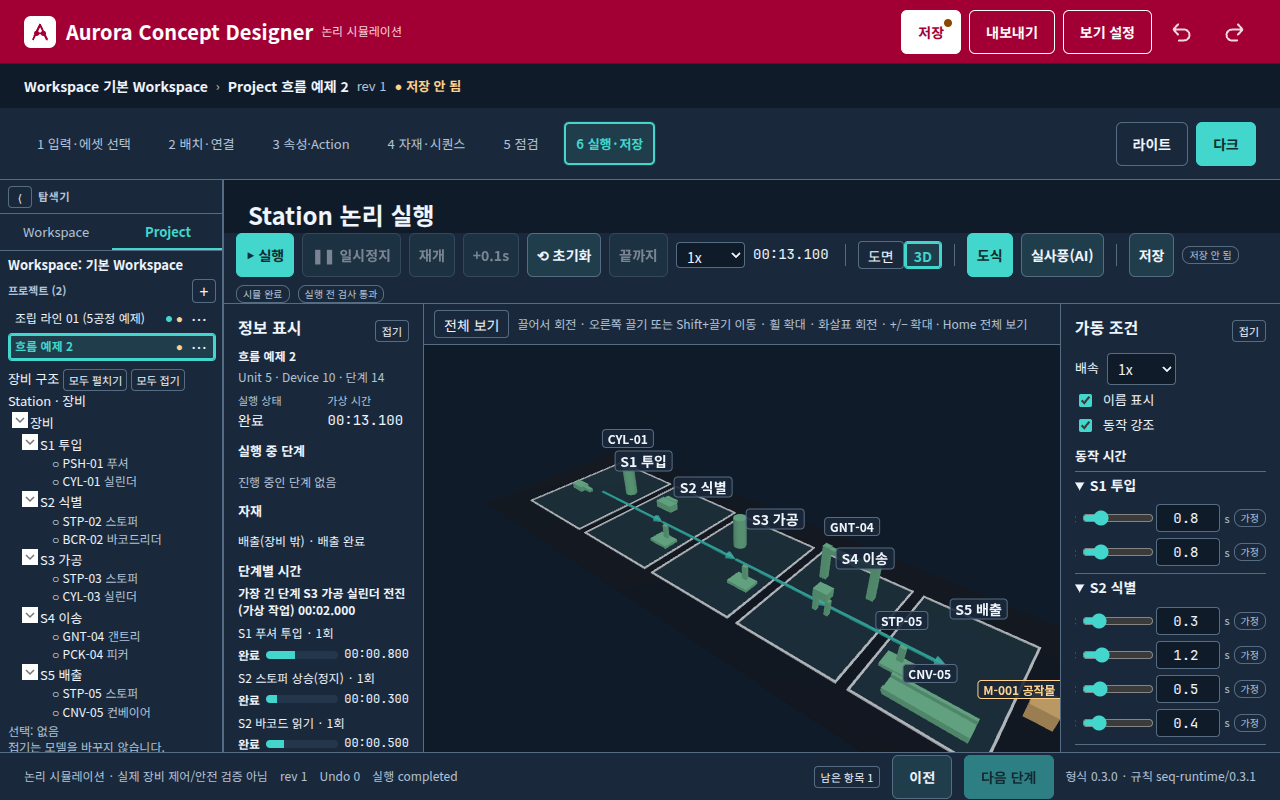 Aurora Concept Designer 논리 시뮬레이션
저장 내보내기 보기 설정
Workspace 기본 Workspace › Project 흐름 예제 2 rev 1 ● 저장 안 됨
1 입력·에셋 선택 2 배치·연결 3 속성·Action 4 자재·시퀀스 5 점검 6 실행·저장
라이트 다크
탐색기
Workspace Project
Workspace: 기본 Workspace
프로젝트 (2) +
조립 라인 01 (5공정 예제) ● ● ⋯
흐름 예제 2 ● ⋯
장비 구조 모두 펼치기 모두 접기
Station · 장비
장비
S1 투입
○ PSH-01 푸셔
○ CYL-01 실린더
S2 식별
○ STP-02 스토퍼
○ BCR-02 바코드리더
S3 가공
○ STP-03 스토퍼
○ CYL-03 실린더
S4 이송
○ GNT-04 갠트리
○ PCK-04 피커
S5 배출
○ STP-05 스토퍼
○ CNV-05 컨베이어
선택: 없음
접기는 모델을 바꾸지 않습니다.
Station 논리 실행
▸ 실행 ❚❚ 일시정지 재개 +0.1s ⟲ 초기화 끝까지 1x 00:13.100 도면 3D 도식 실사풍(AI) 저장 저장 안 됨
시뮬 완료 실행 전 검사 통과
정보 표시 접기
흐름 예제 2
Unit 5 · Device 10 · 단계 14
실행 상태 가상 시간
완료 00:13.100
실행 중 단계
진행 중인 단계 없음
자재
배출(장비 밖) · 배출 완료
단계별 시간
가장 긴 단계 S3 가공 실린더 전진
(가상 작업) 00:02.000
S1 푸셔 투입 · 1회
완료 00:00.800
S2 스토퍼 상승(정지) · 1회
완료 00:00.300
S2 바코드 읽기 · 1회
완료 00:00.500
전체 보기 끌어서 회전 · 오른쪽 끌기 또는 Shift+끌기 이동 · 휠 확대 · 화살표 회전 · +/− 확대 · Home 전체 보기
CYL-01
S1 투입
S2 식별
S3 가공
GNT-04
S4 이송
S5 배출
STP-05
CNV-05
M-001 공작물
가동 조건 접기
배속 1x
이름 표시
동작 강조
동작 시간
▼ S1 투입
0.8 s 가정
0.8 s 가정
▼ S2 식별
0.3 s 가정
1.2 s 가정
0.5 s 가정
0.4 s 가정
논리 시뮬레이션 · 실제 장비 제어/안전 검증 아님 rev 1 Undo 0 실행 completed
남은 항목 1 이전 다음 단계 형식 0.3.0 · 규칙 seq-runtime/0.3.1